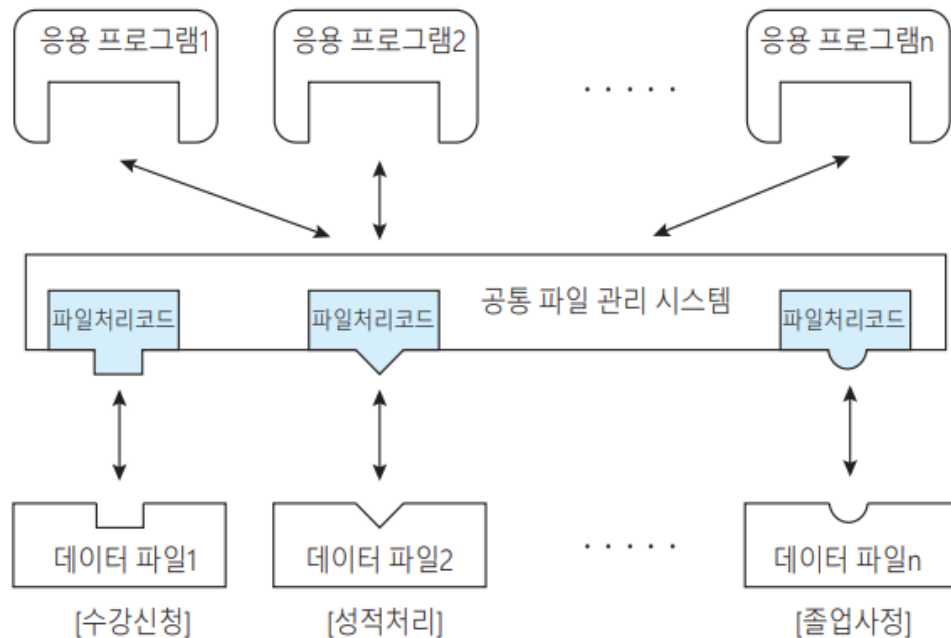 응용 프로그램1
응용 프로그램2
· · · · ·
응용 프로그램n
공통 파일 관리 시스템
파일처리코드
파일처리코드
파일처리코드
데이터 파일1
데이터 파일2
· · · · ·
데이터 파일n
[수강신청]
[성적처리]
[졸업사정]